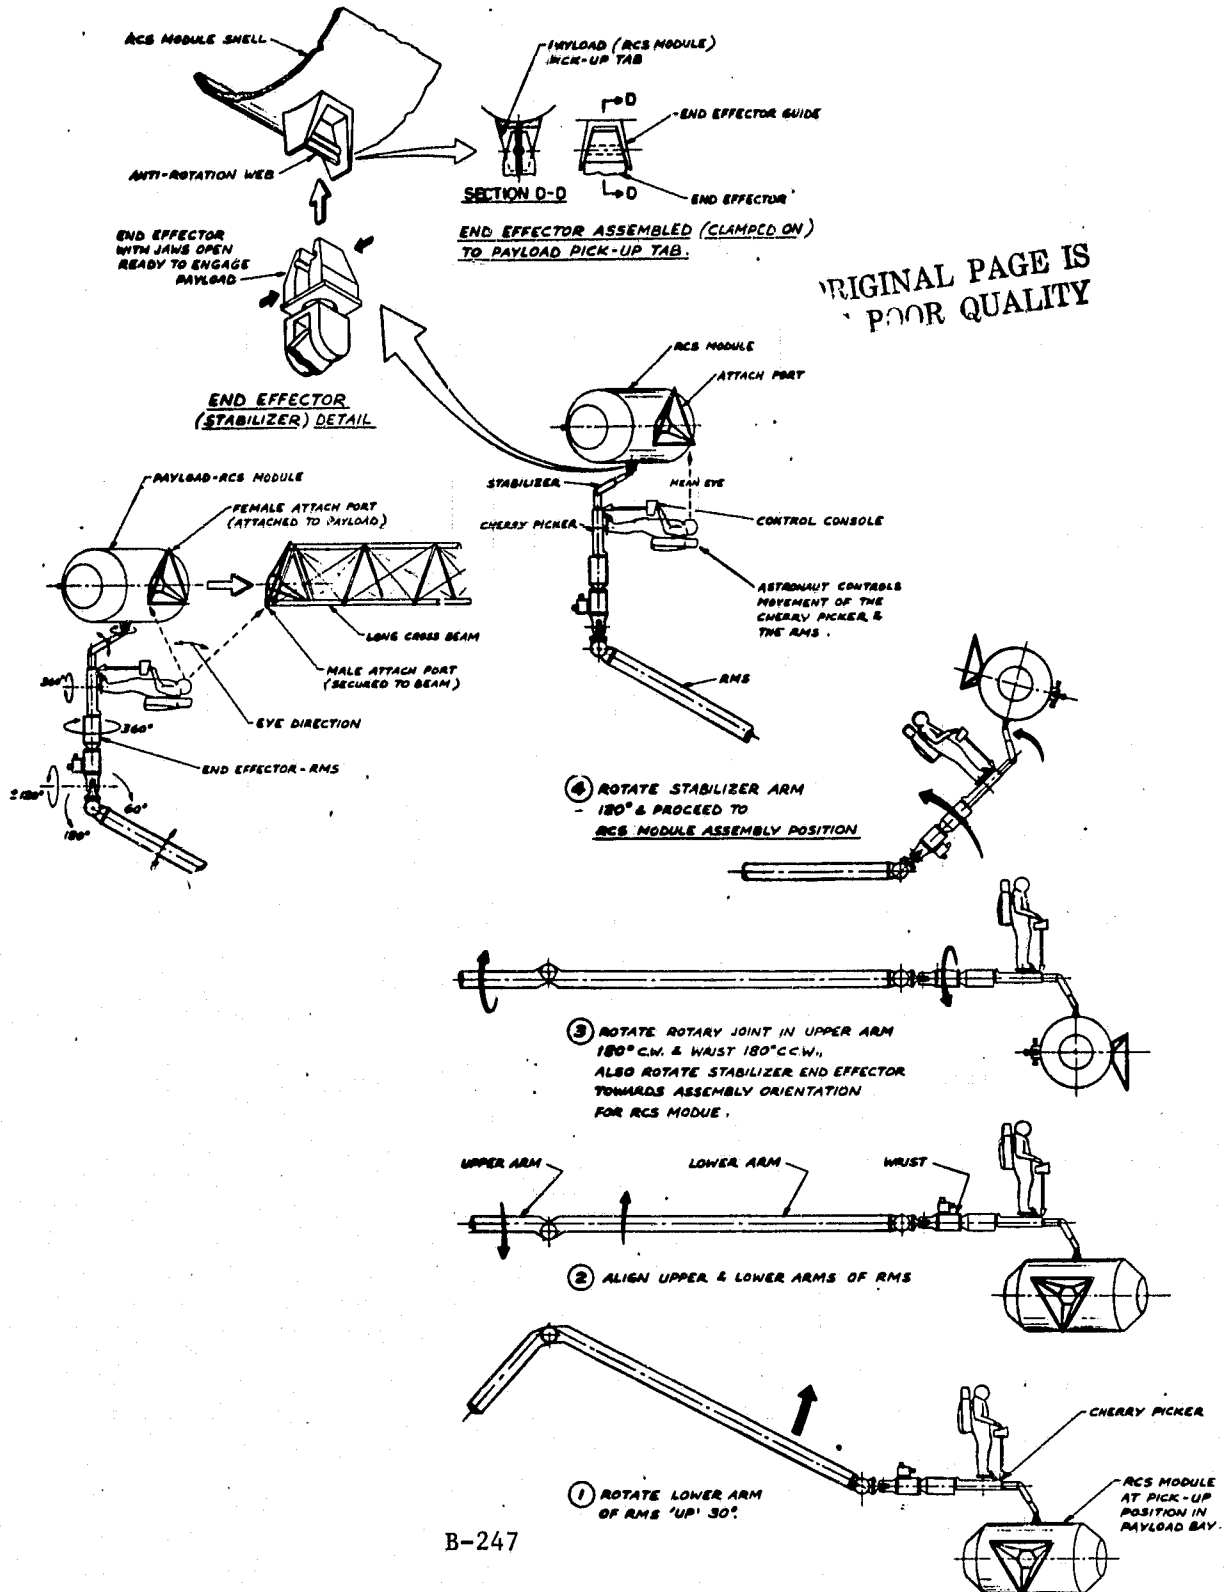 RCS MODULE SHELL
PAYLOAD (RCS MODULE)
PICK-UP TAB
D
END EFFECTOR GUIDE
ANTI-ROTATION WEB
SECTION D-D
D
END EFFECTOR
END EFFECTOR
WITH JAWS OPEN
READY TO ENGAGE
PAYLOAD
END EFFECTOR ASSEMBLED (CLAMPED ON)
TO PAYLOAD PICK-UP TAB.
RIGINAL PAGE IS
POOR QUALITY
END EFFECTOR
(STABILIZER) DETAIL
RCS MODULE
ATTACH PORT
STABILIZER
MEAN EYE
CHERRY PICKER
CONTROL CONSOLE
ASTRONAUT CONTROLS
MOVEMENT OF THE
CHERRY PICKER &
THE RMS.
RMS
PAYLOAD-RCS MODULE
FEMALE ATTACH PORT
(ATTACHED TO PAYLOAD)
LONG CROSS BEAM
MALE ATTACH PORT
(SECURED TO BEAM)
EYE DIRECTION
360°
360°
END EFFECTOR-RMS
±180°
60°
180°
4 ROTATE STABILIZER ARM
180° & PROCEED TO
RCS MODULE ASSEMBLY POSITION
3 ROTATE ROTARY JOINT IN UPPER ARM
180° C.W. & WRIST 180° C.C.W.,
ALSO ROTATE STABILIZER END EFFECTOR
TOWARDS ASSEMBLY ORIENTATION
FOR RCS MODUE.
UPPER ARM
LOWER ARM
WRIST
2 ALIGN UPPER & LOWER ARMS OF RMS
CHERRY PICKER
1 ROTATE LOWER ARM
OF RMS 'UP' 30°.
RCS MODULE
AT PICK-UP
POSITION IN
PAYLOAD BAY.
B-247